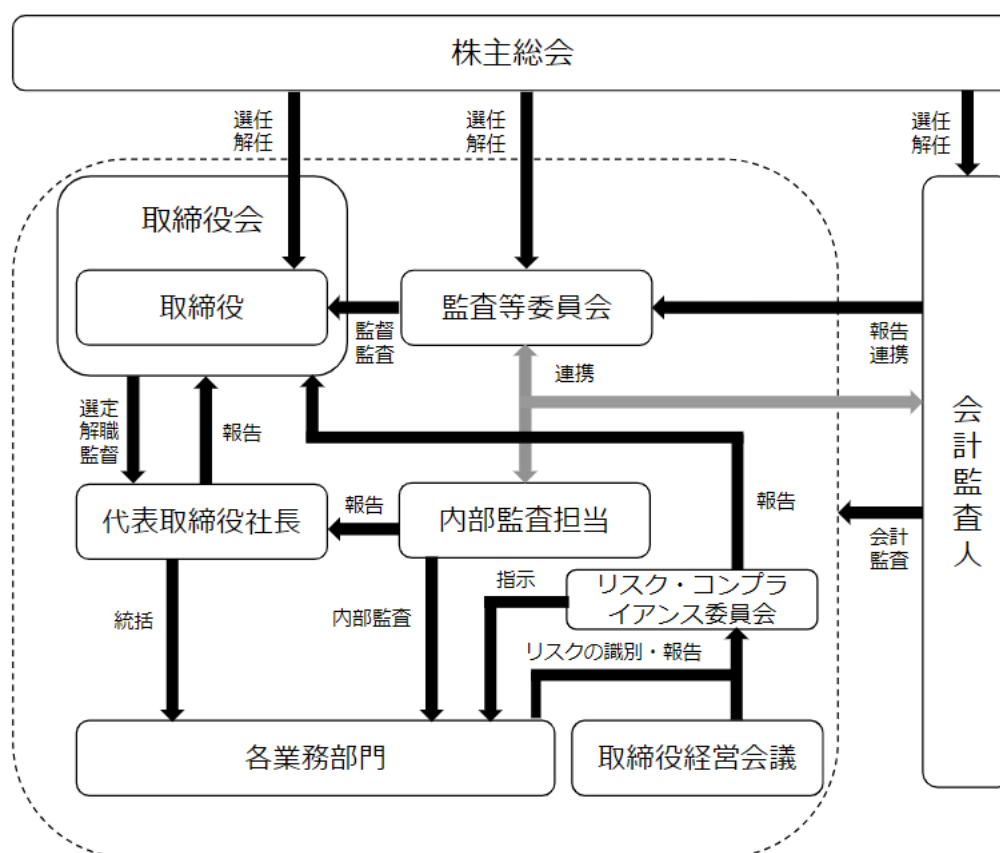 株主総会
選任
解任
選任
解任
選任
解任
取締役会
取締役
監査等委員会
監督
監査
報告
連携
連携
選定
解職
監督
報告
会計監査人
代表取締役社長
報告
内部監査担当
報告
会計
監査
統括
内部監査
指示
リスク・コンプラ
イアンス委員会
リスクの識別・報告
各業務部門
取締役経営会議